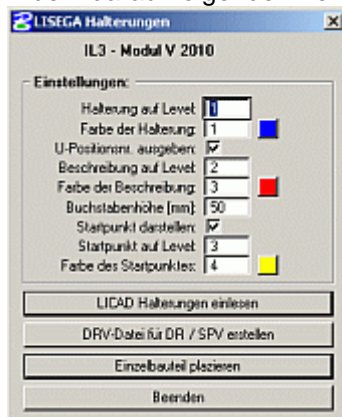 LISEGA Halterungen
IL3 - Modul V 2010
Einstellungen:
Halterung auf Level: 1
Farbe der Halterung: 1
U-Positionsnr. ausgeben:
Beschreibung auf Level: 2
Farbe der Beschreibung: 3
Buchstabenhöhe [mm]: 50
Startpunkt darstellen:
Startpunkt auf Level: 3
Farbe des Startpunktes: 4
LICAD Halterungen einlesen
DRV-Datei für DR / SPV erstellen
Einzelbauteil plazieren
Beenden